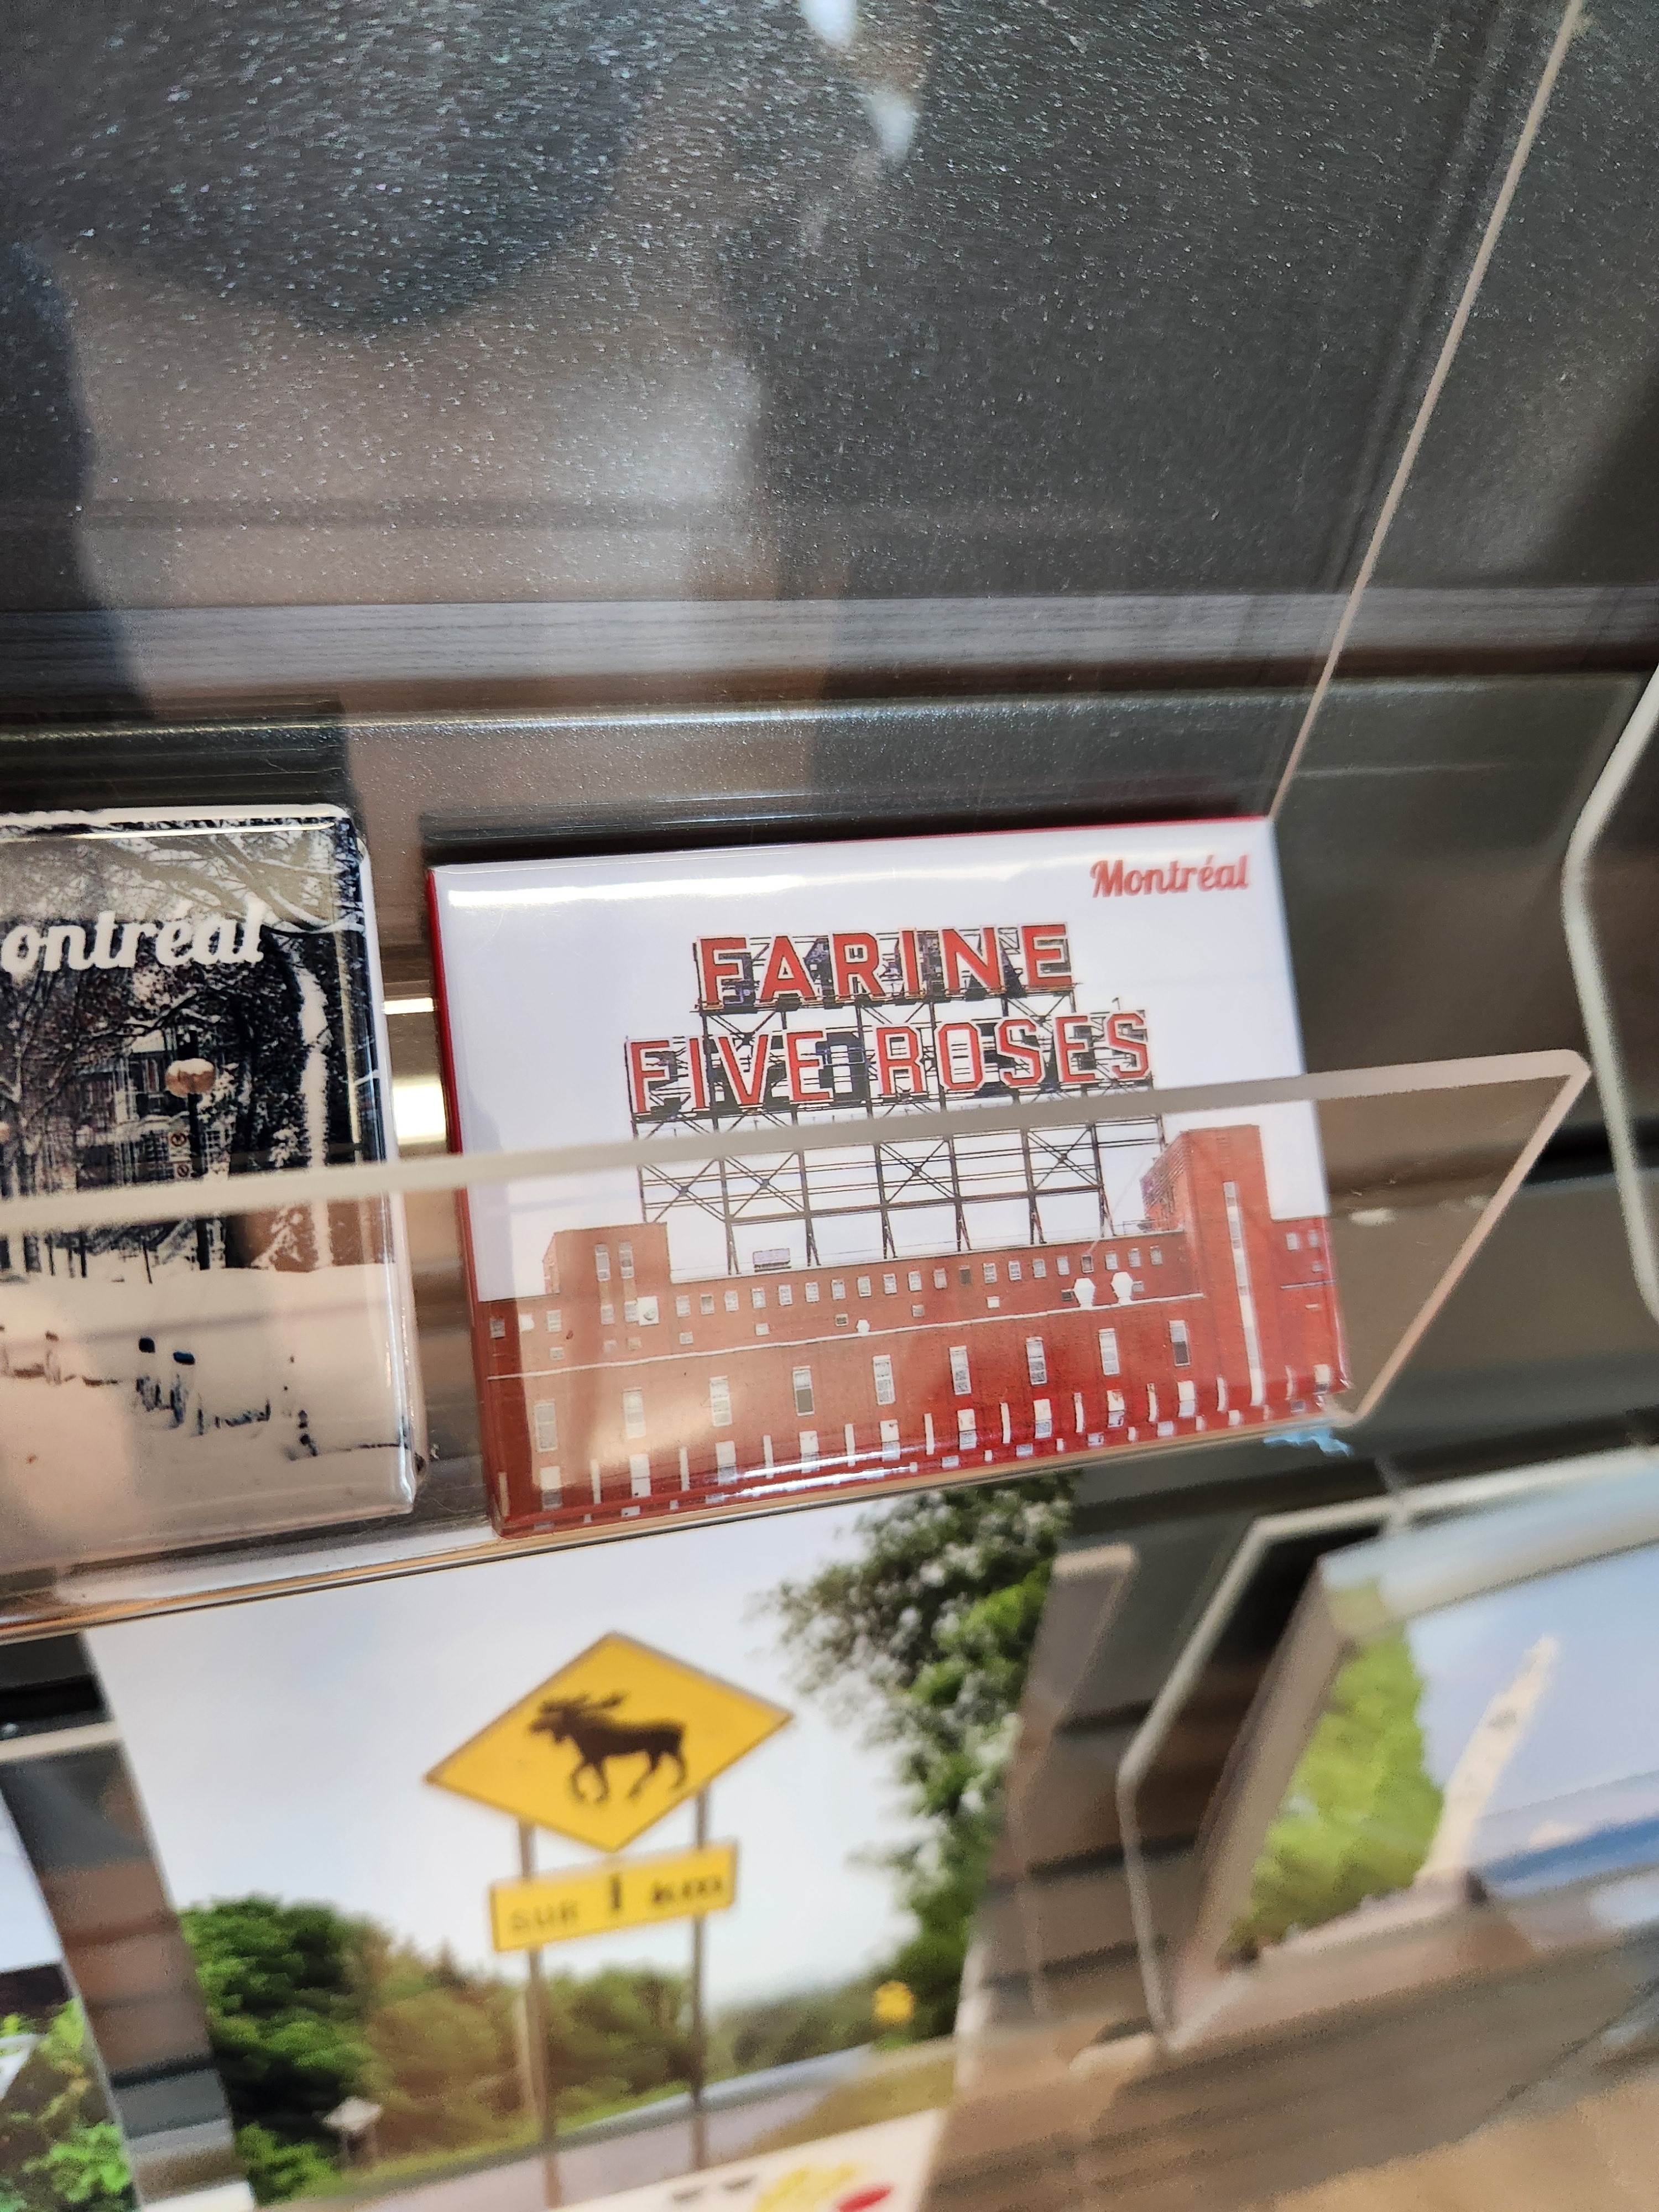 ontréal
Montréal
FARINE
FIVE ROSES
SUR 1 km